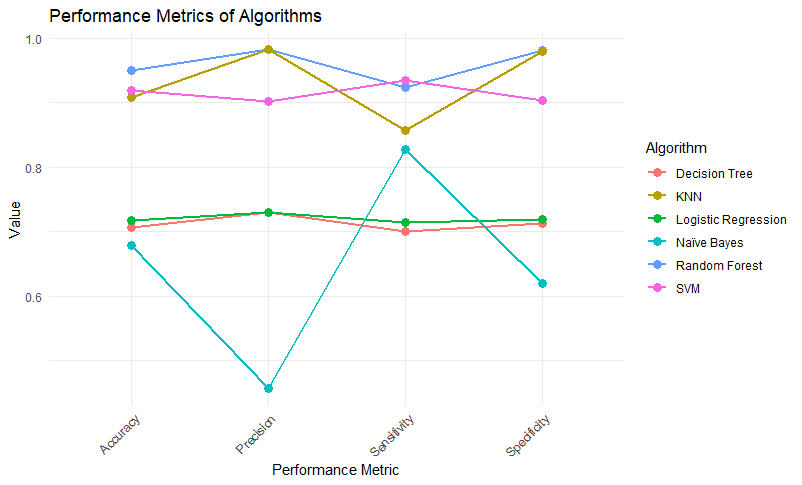 Performance Metrics of Algorithms
1.0
0.8
0.6
Value
Accuracy
Precision
Sensitivity
Specificity
Performance Metric
Algorithm
Decision Tree
KNN
Logistic Regression
Naïve Bayes
Random Forest
SVM